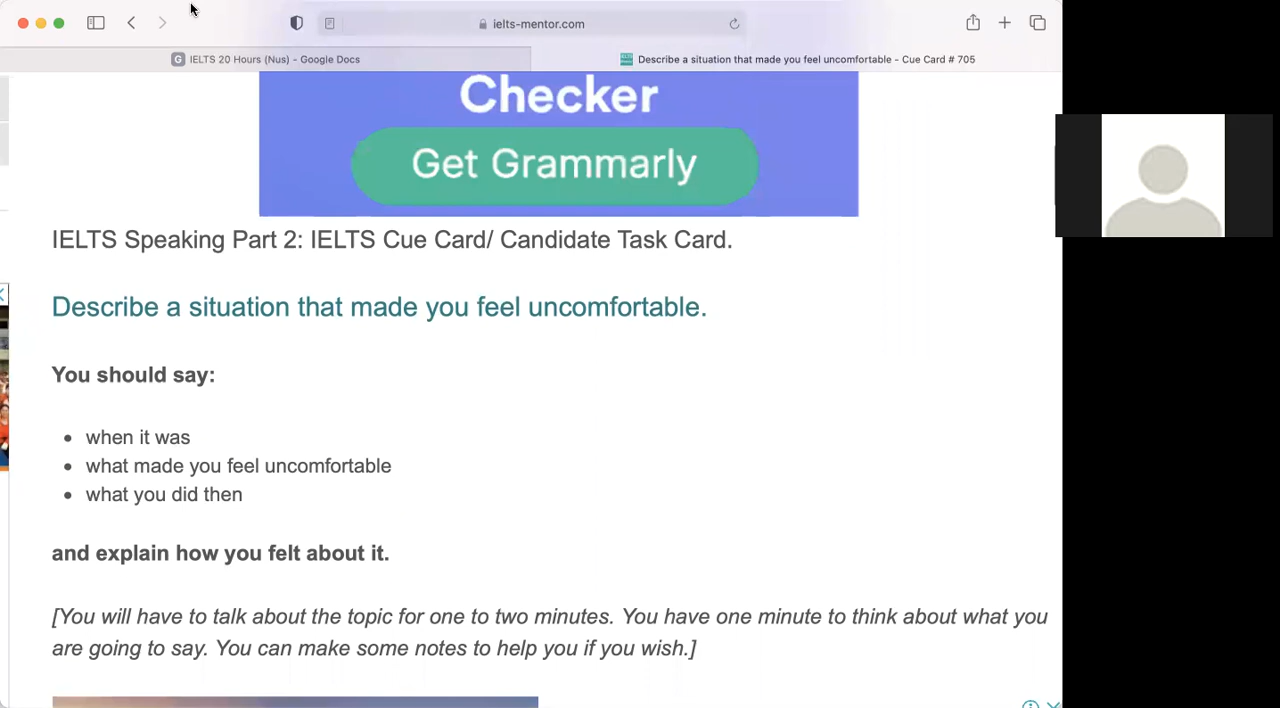 ielts-mentor.com
IELTS 20 Hours (Nus) - Google Docs
Describe a situation that made you feel uncomfortable - Cue Card # 705
Checker
Get Grammarly
IELTS Speaking Part 2: IELTS Cue Card/ Candidate Task Card.
Describe a situation that made you feel uncomfortable.
You should say:
when it was
what made you feel uncomfortable
what you did then
and explain how you felt about it.
[You will have to talk about the topic for one to two minutes. You have one minute to think about what you
are going to say. You can make some notes to help you if you wish.]